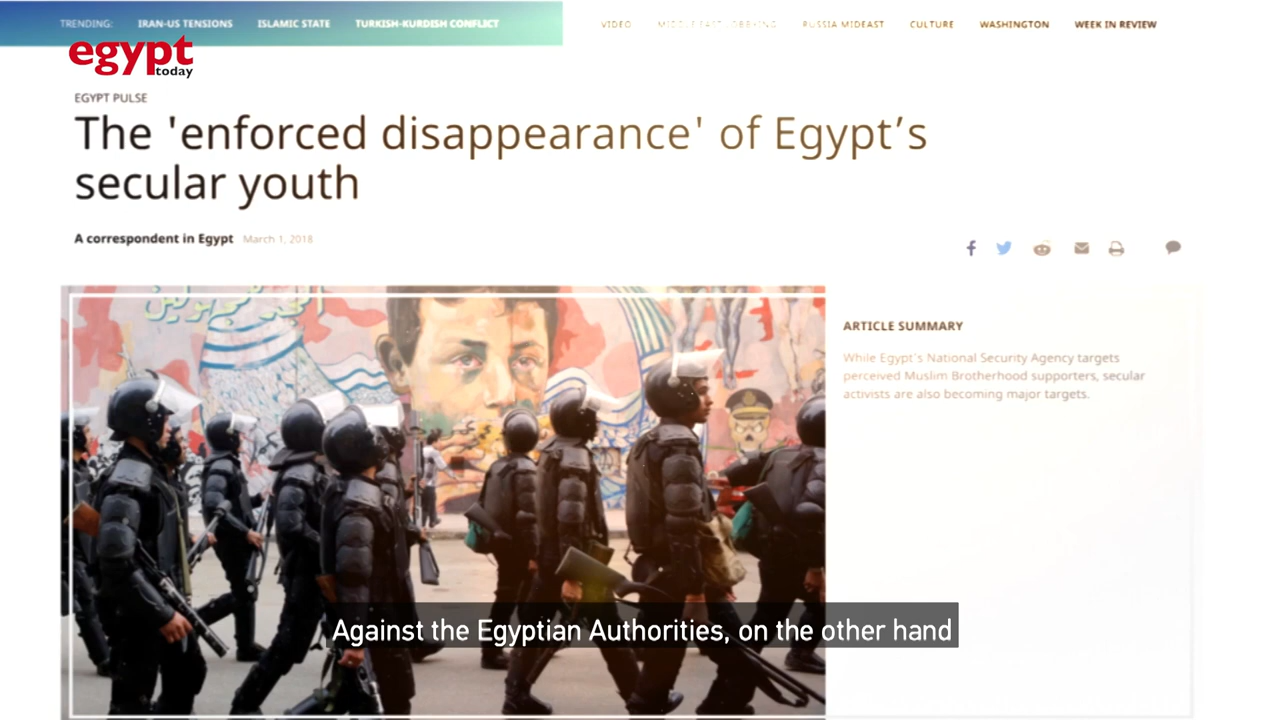 TRENDING: IRAN-US TENSIONS ISLAMIC STATE TURKISH-KURDISH CONFLICT
VIDEO MIDDLE EAST LOBBYING RUSSIA MIDEAST CULTURE WASHINGTON WEEK IN REVIEW
egypt
today
EGYPT PULSE
The 'enforced disappearance' of Egypt’s
secular youth
A correspondent in Egypt March 1, 2018
ARTICLE SUMMARY
While Egypt's National Security Agency targets
perceived Muslim Brotherhood supporters, secular
activists are also becoming major targets.
Against the Egyptian Authorities, on the other hand